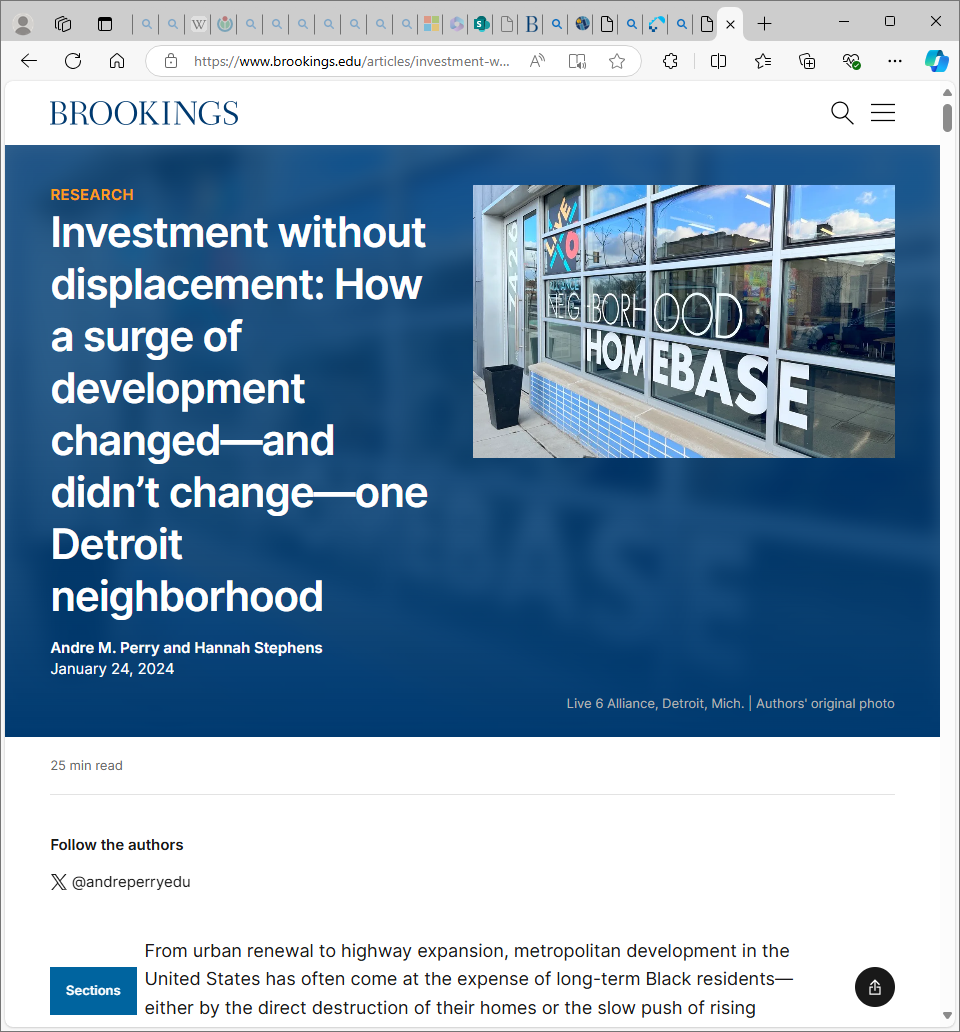 https://www.brookings.edu/articles/investment-w...
BROOKINGS
RESEARCH
Investment without
displacement: How
a surge of
development
changed—and
didn’t change—one
Detroit
neighborhood
7426
LIVE
6
ALLIANCE
NEIGHBORHOOD
HOMEBASE
Andre M. Perry and Hannah Stephens
January 24, 2024
Live 6 Alliance, Detroit, Mich. | Authors' original photo
25 min read
Follow the authors
@andreperryedu
From urban renewal to highway expansion, metropolitan development in the
United States has often come at the expense of long-term Black residents—
either by the direct destruction of their homes or the slow push of rising
Sections